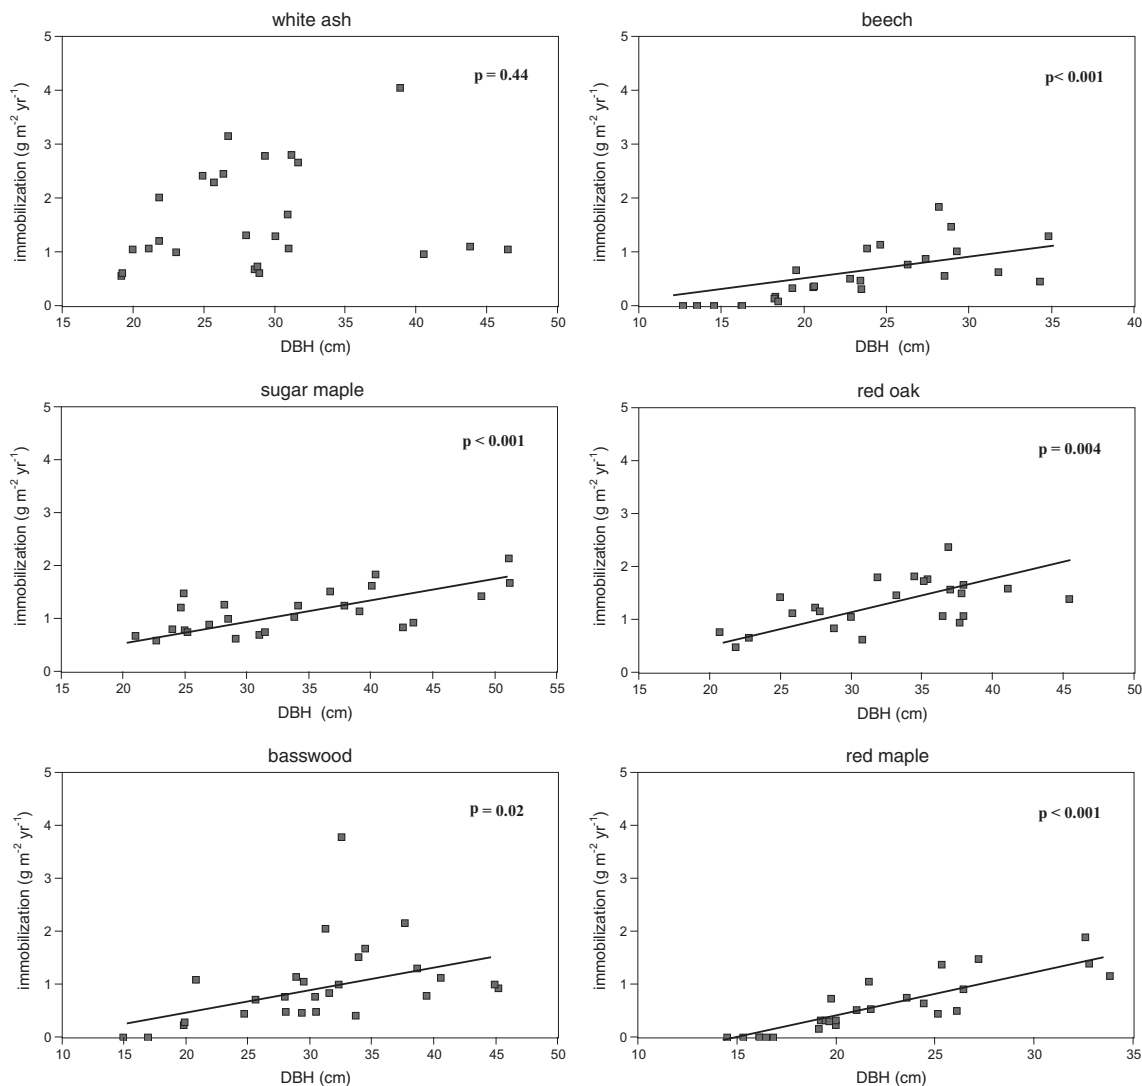 white ash
5
4
3
2
1
0
immobilization (g m-2 yr-1)
p = 0.44
15 20 25 30 35 40 45 50
DBH (cm)
beech
5
4
3
2
1
0
immobilization (g m-2 yr-1)
p< 0.001
10 15 20 25 30 35 40
DBH (cm)
sugar maple
5
4
3
2
1
0
immobilization (g m-2 yr-1)
p < 0.001
15 20 25 30 35 40 45 50 55
DBH (cm)
red oak
5
4
3
2
1
0
immobilization (g m-2 yr-1)
p = 0.004
15 20 25 30 35 40 45 50
DBH (cm)
basswood
5
4
3
2
1
0
immobilization (g m-2 yr-1)
p = 0.02
10 15 20 25 30 35 40 45 50
DBH (cm)
red maple
5
4
3
2
1
0
immobilization (g m-2 yr-1)
p < 0.001
10 15 20 25 30 35
DBH (cm)